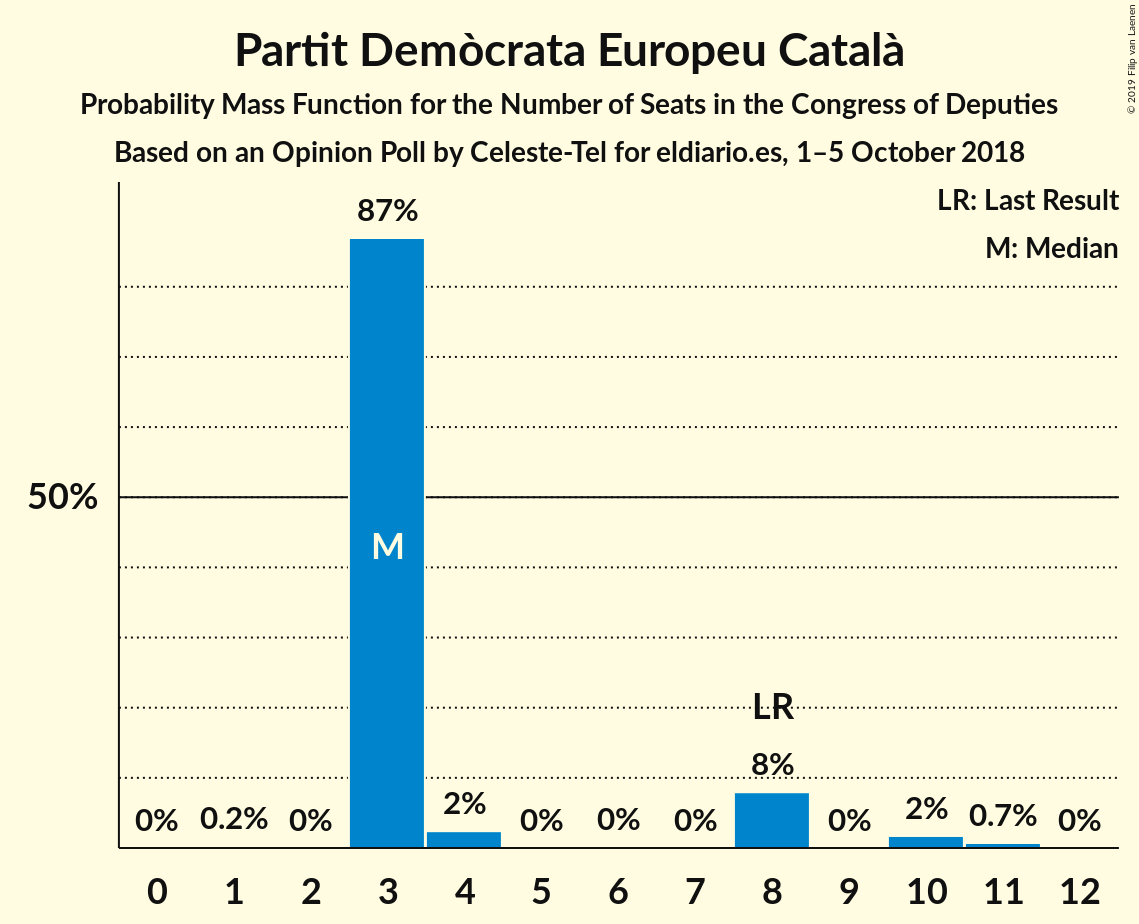 Partit Demòcrata Europeu Català
Probability Mass Function for the Number of Seats in the Congress of Deputies
Based on an Opinion Poll by Celeste-Tel for eldiario.es, 1–5 October 2018
© 2019 Filip van Laenen
LR: Last Result
M: Median
87%
50%
M
LR
8%
0% 0.2% 0% 2% 0% 0% 0% 0% 2% 0.7% 0%
0 1 2 3 4 5 6 7 8 9 10 11 12